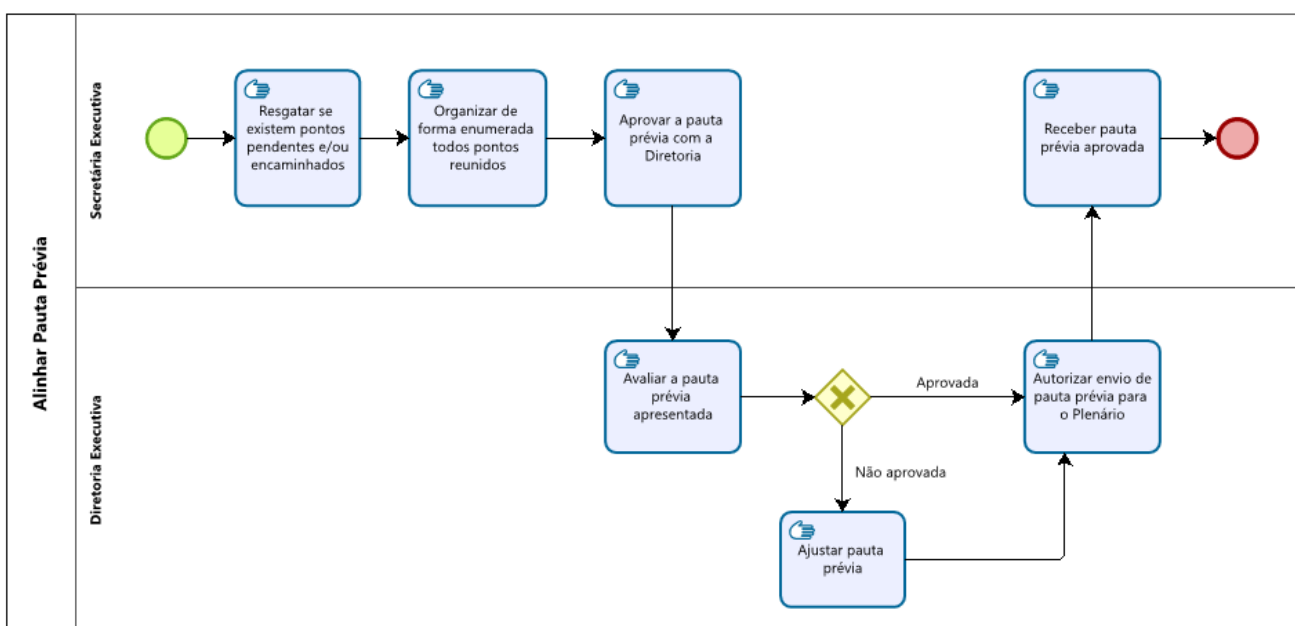 Alinhar Pauta Prévia
Secretária Executiva
Resgatar se
existem pontos
pendentes e/ou
encaminhados
Organizar de
forma enumerada
todos pontos
reunidos
Aprovar a pauta
prévia com a
Diretoria
Receber pauta
prévia aprovada
Diretoria Executiva
Avaliar a pauta
prévia
apresentada
Aprovada
Autorizar envio de
pauta prévia para
o Plenário
Não aprovada
Ajustar pauta
prévia